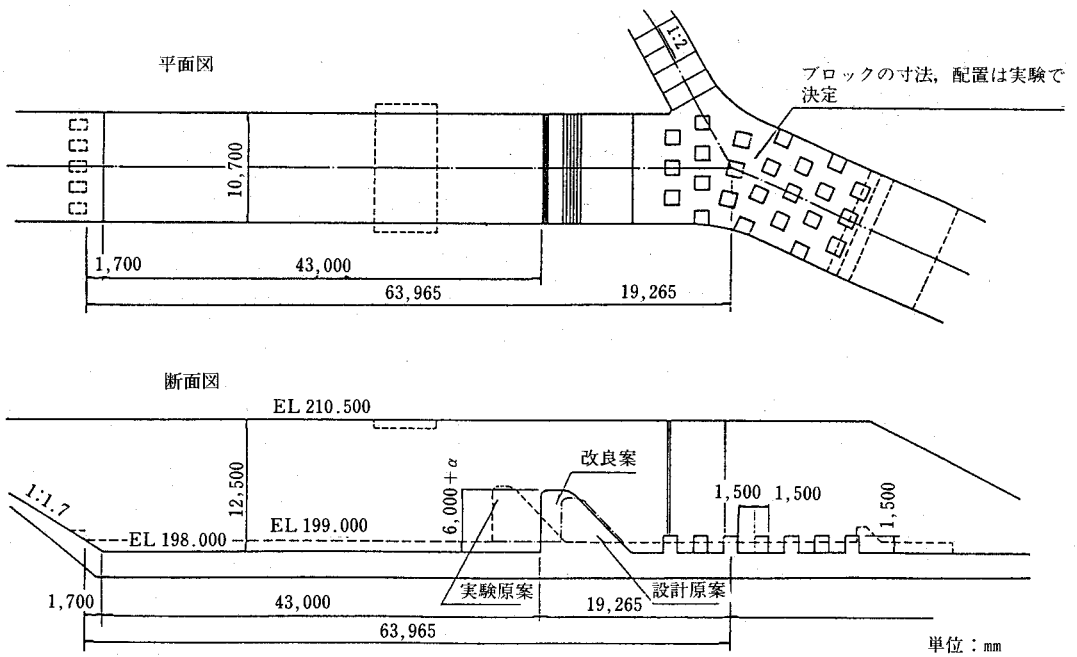 平面図
1:2
ブロックの寸法,配置は実験で
決定
10,700
1,700
43,000
63,965
19,265
断面図
EL 210.500
1:1.7
12,500
EL 198.000
EL 199.000
6,000+α
改良案
1,500
1,500
1,500
実験原案
設計原案
1,700
43,000
19,265
63,965
単位:mm